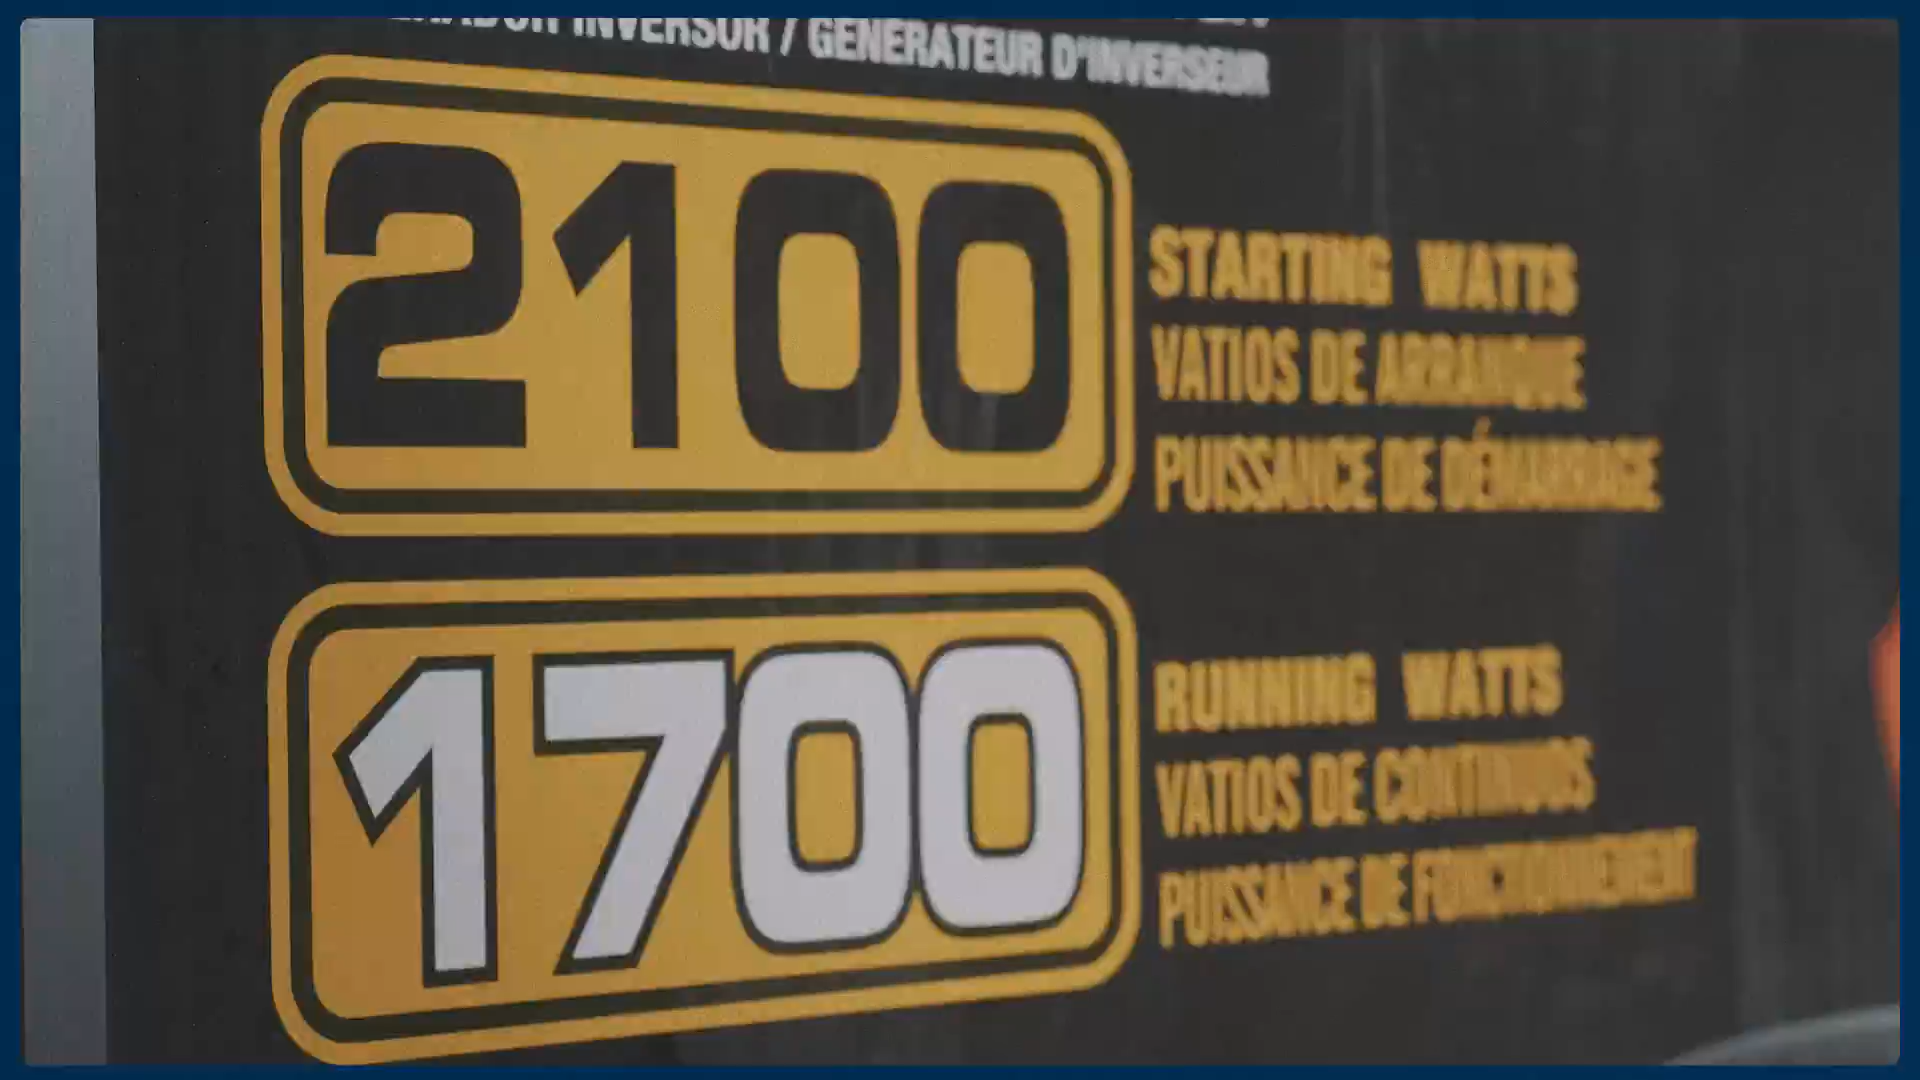 INVERSOR / GÉNÉRATEUR D'INVERSEUR
2100
STARTING WATTS
VATIOS DE ARRANQUE
PUISSANCE DE DÉMARRAGE
1700
RUNNING WATTS
VATIOS DE CONTINUOS
PUISSANCE DE FONCTIONNEMENT